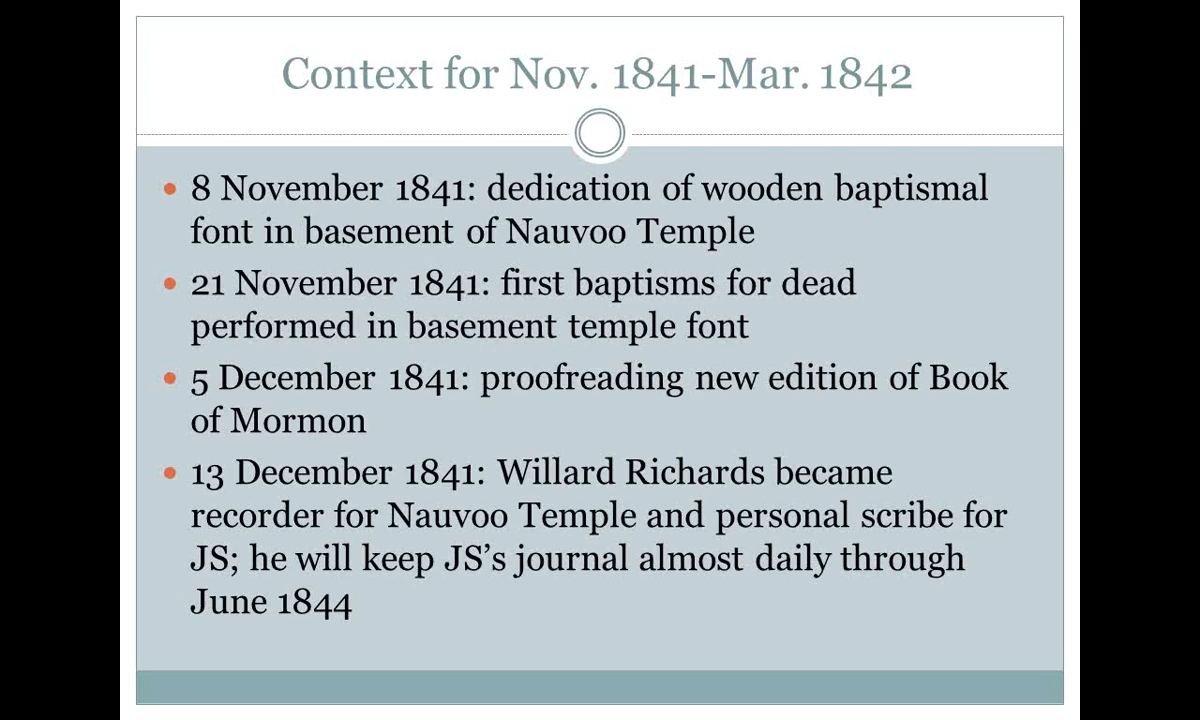 Context for Nov. 1841-Mar. 1842
• 8 November 1841: dedication of wooden baptismal
font in basement of Nauvoo Temple
• 21 November 1841: first baptisms for dead
performed in basement temple font
• 5 December 1841: proofreading new edition of Book
of Mormon
• 13 December 1841: Willard Richards became
recorder for Nauvoo Temple and personal scribe for
JS; he will keep JS’s journal almost daily through
June 1844